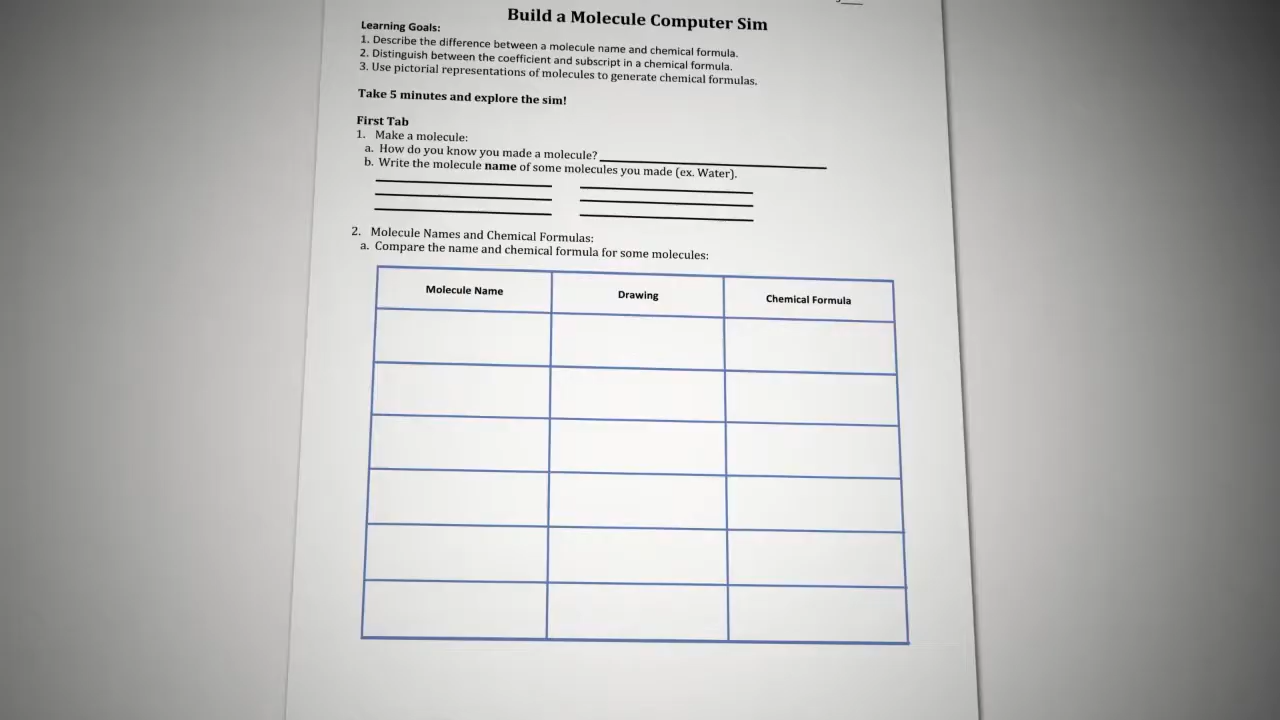 Build a Molecule Computer Sim
Learning Goals:
1. Describe the difference between a molecule name and chemical formula.
2. Distinguish between the coefficient and subscript in a chemical formula.
3. Use pictorial representations of molecules to generate chemical formulas.
Take 5 minutes and explore the sim!
First Tab
1. Make a molecule:
a. How do you know you made a molecule?
b. Write the molecule name of some molecules you made (ex. Water).
2. Molecule Names and Chemical Formulas:
a. Compare the name and chemical formula for some molecules:
Molecule Name Drawing Chemical Formula